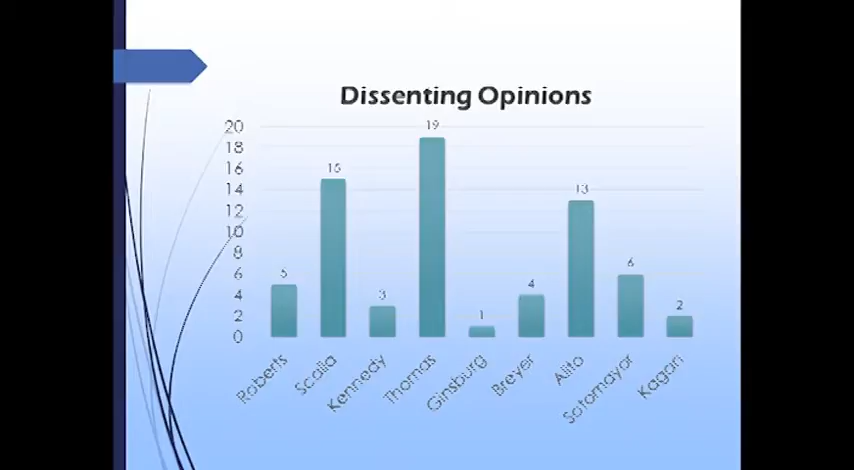 Dissenting Opinions
20
18
16
14
12
10
8
6
4
2
0
5
15
3
19
1
4
13
6
2
Roberts
Scalia
Kennedy
Thomas
Ginsburg
Breyer
Alito
Sotomayor
Kagan